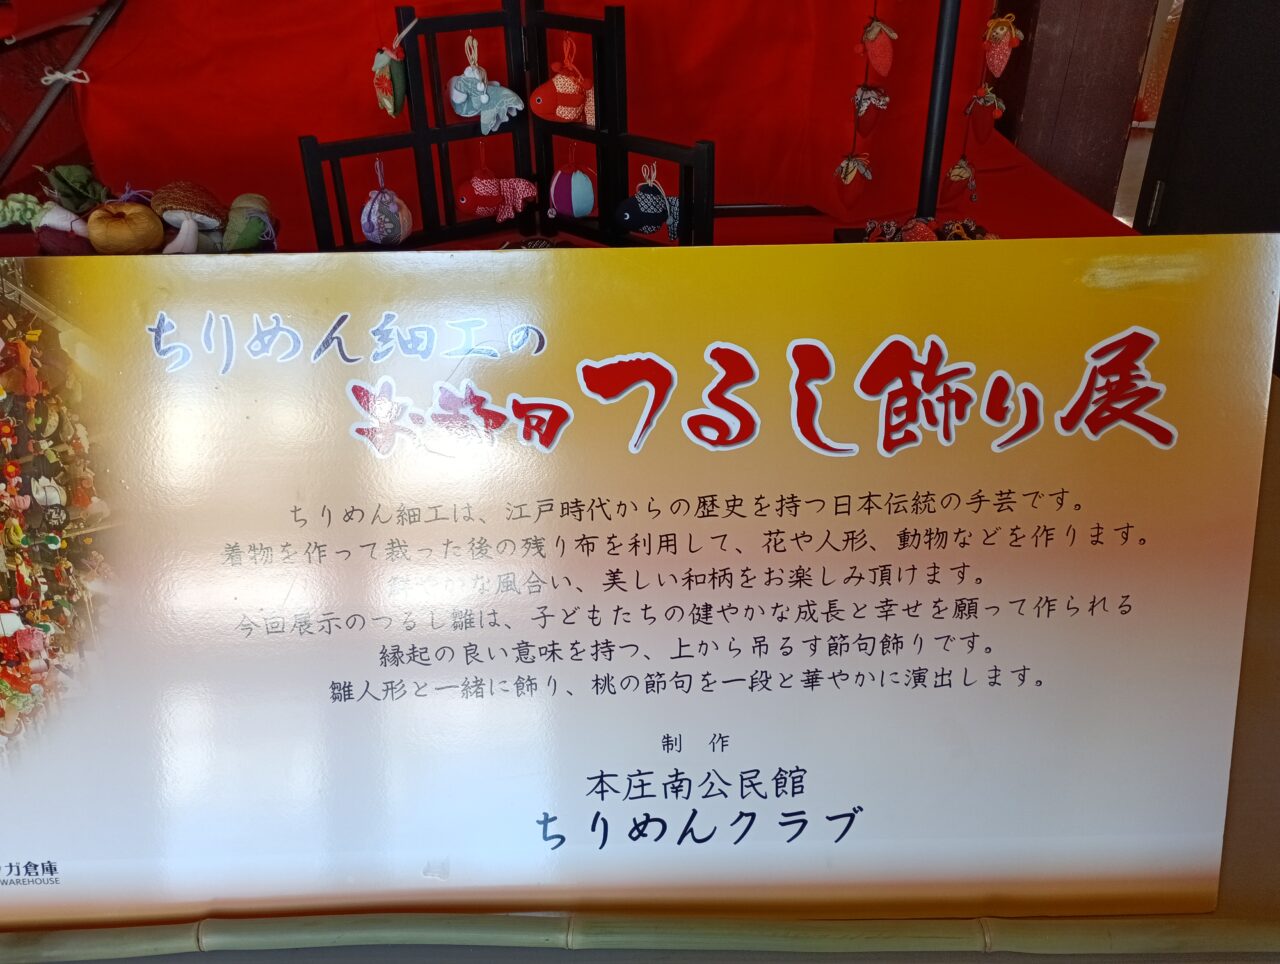 ちりめん細工の
お節句つるし飾り展
ちりめん細工は、江戸時代からの歴史を持つ日本伝統の手芸です。
着物を作って裁った後の残り布を利用して、花や人形、動物などを作ります。
鮮やかな風合い、美しい和柄をお楽しみ頂けます。
今回展示のつるし雛は、子どもたちの健やかな成長と幸せを願って作られる
縁起の良い意味を持つ、上から吊るす節句飾りです。
雛人形と一緒に飾り、桃の節句を一段と華やかに演出します。
制 作
本庄南公民館
ちりめんクラブ
ガ倉庫
WAREHOUSE